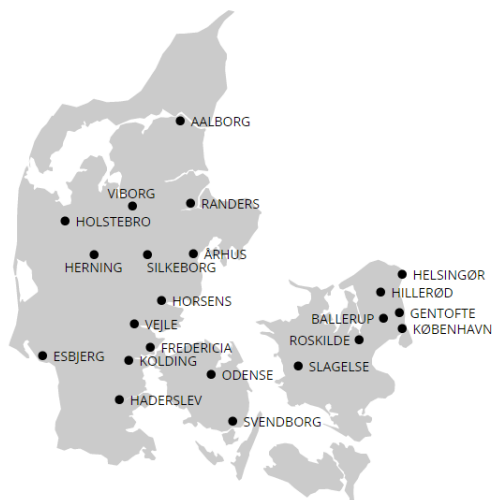 AALBORG
VIBORG
RANDERS
HOLSTEBRO
HERNING
SILKEBORG
ÅRHUS
HELSINGØR
HILLERØD
HORSENS
GENTOFTE
BALLERUP
VEJLE
KØBENHAVN
ROSKILDE
FREDERICIA
ESBJERG
KOLDING
SLAGELSE
ODENSE
HADERSLEV
SVENDBORG